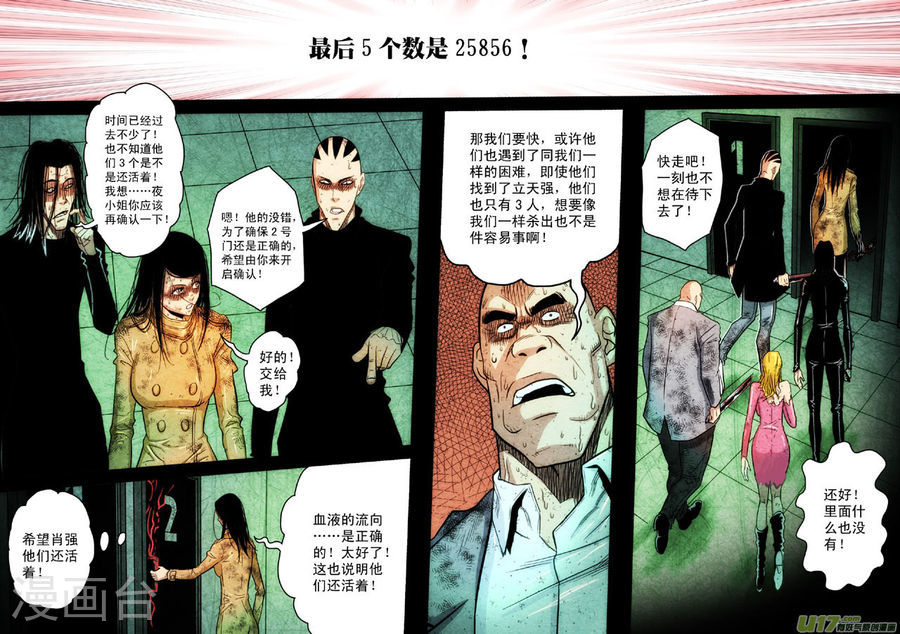 最后5个数是25856！
时间已经过
去不少了！
也不知道他
们3个是不
是还活着！
我想……夜
小姐你应该
再确认一下！
嗯！他的没错，
为了确保2号
门还是正确的，
希望由你来开
启确认！
好的！
交给
我！
希望肖强
他们还活
着！
2
血液的流向
……是正确
的！太好了！
这也说明他
们还活着！
那我们要快，或许他
们也遇到了同我们一
样的困难，即使他们
找到了立天强，他们
也只有3人，想要像
我们一样杀出也不是
件容易事啊！
快走吧！
一刻也不
想在待下
去了！
还好！
里面什
么也没
有！
漫画台
U17.com
有妖气原创漫画